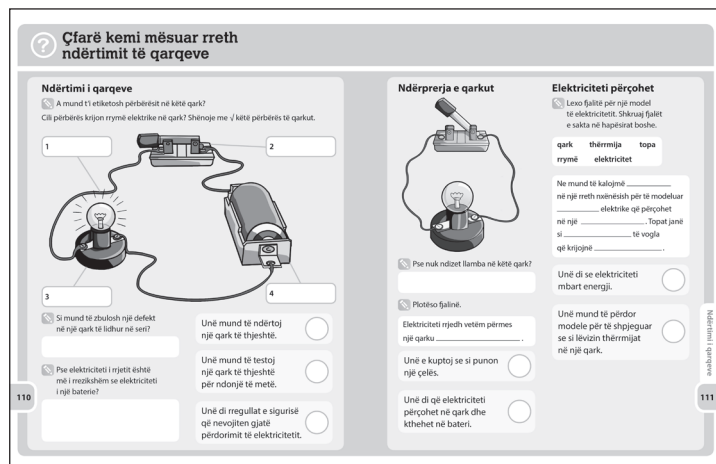 Çfarë kemi mësuar rreth
ndërtimit të qarqeve
Ndërtimi i qarqeve
A mund t'i etiketosh përbërësit në këtë qark?
Cili përbërës krijon rrymë elektrike në qark? Shënoje me √ këtë përbërës të qarkut.
1
2
3
4
Si mund të zbulosh një defekt
në një qark të lidhur në seri?
Pse elektriciteti i rrjetit është
më i rrezikshëm se elektriciteti
i një baterie?
Unë mund të ndërtoj
një qark të thjeshtë.
Unë mund të testoj
një qark të thjeshtë
për ndonjë të metë.
Unë di rregullat e sigurisë
që nevojiten gjatë
përdorimit të elektricitetit.
110
Ndërprerja e qarkut
Pse nuk ndizet llamba në këtë qark?
Plotëso fjalinë.
Elektriciteti rrjedh vetëm përmes
një qarku ______________ .
Unë e kuptoj se si punon
një çelës.
Unë di që elektriciteti
përçohet në qark dhe
kthehet në bateri.
Elektriciteti përçohet
Lexo fjalitë për një model
të elektricitetit. Shkruaj fjalët
e sakta në hapësirat boshe.
qark thërrmija topa
rrymë elektricitet
Ne mund të kalojmë ____________
në një rreth nxënësish për të modeluar
____________ elektrike që përçohet
në një ________________ . Topat janë
si ________________ të vogla
që krijojnë ________________ .
Unë di se elektriciteti
mbart energji.
Unë mund të përdor
modele për të shpjeguar
se si lëvizin thërrmijat
në një qark.
Ndërtimi i qarqeve
111